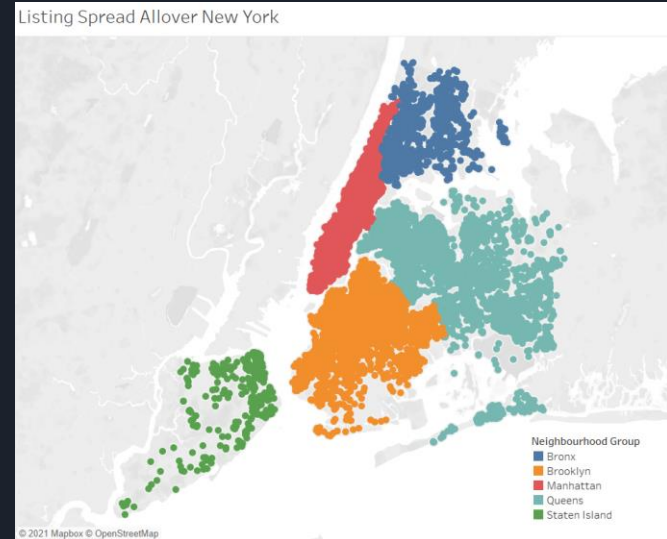 Listing Spread Allover New York
Neighbourhood Group
Bronx
Brooklyn
Manhattan
Queens
Staten Island
© 2021 Mapbox © OpenStreetMap